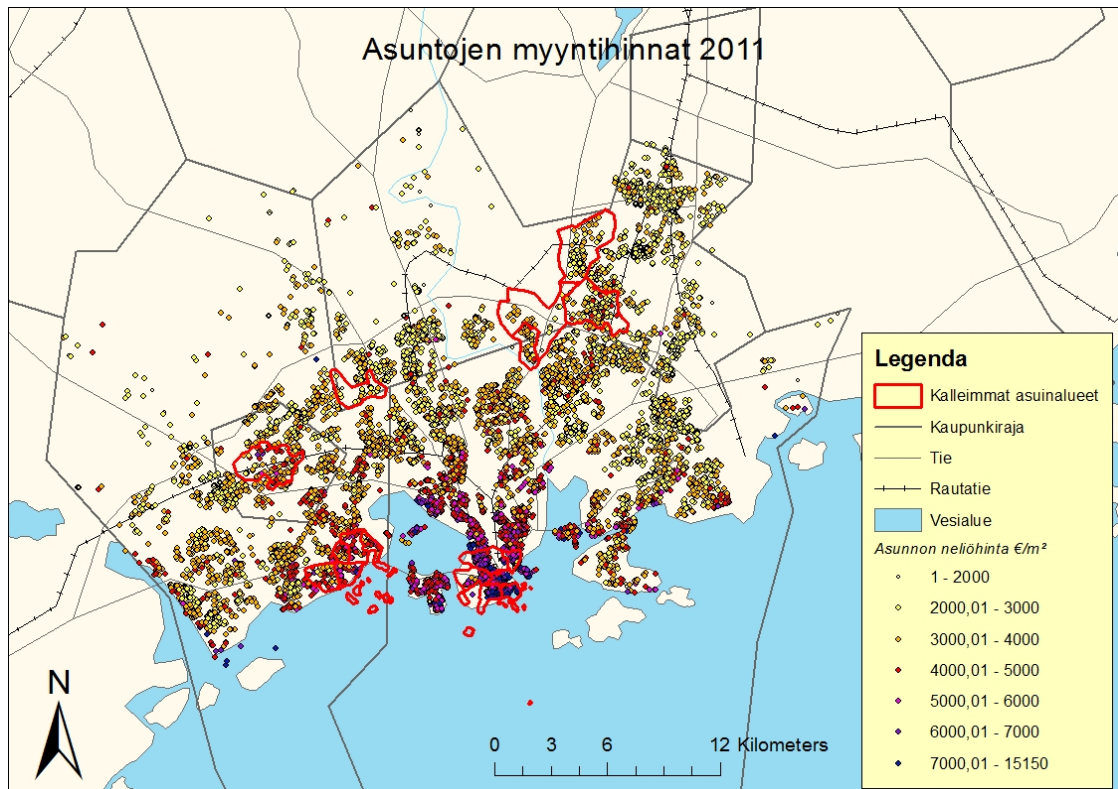 Asuntojen myyntihinnat 2011
Legenda
Kalleimmat asuinalueet
Kaupunkiraja
Tie
Rautatie
Vesialue
Asunnon neliöhinta €/m²
1 - 2000
2000,01 - 3000
3000,01 - 4000
4000,01 - 5000
5000,01 - 6000
6000,01 - 7000
7000,01 - 15150
N
0 3 6 12 Kilometers